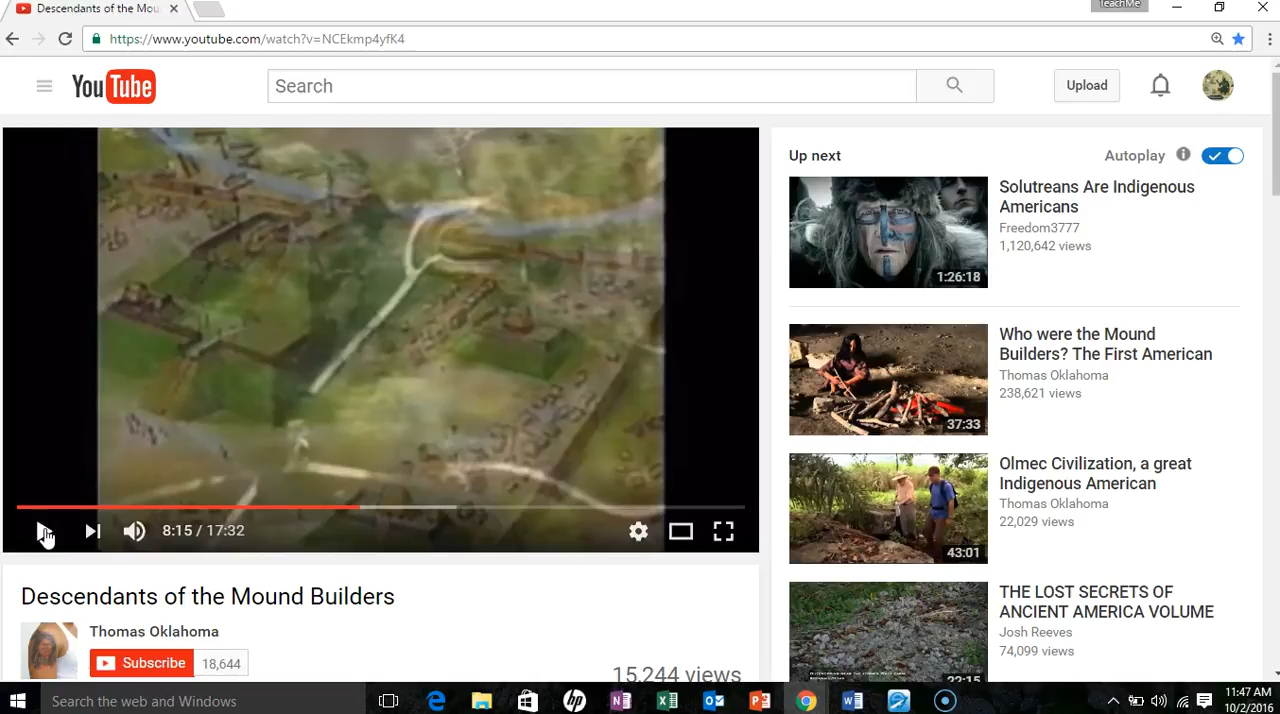 Descendants of the Mou
TeachMe
https://www.youtube.com/watch?v=NCEkmp4yfK4
YouTube
Search
Upload
Up next
Autoplay
Solutreans Are Indigenous
Americans
Freedom3777
1,120,642 views
1:26:18
Who were the Mound
Builders? The First American
Thomas Oklahoma
238,621 views
37:33
Olmec Civilization, a great
Indigenous American
Thomas Oklahoma
22,029 views
43:01
8:15 / 17:32
Descendants of the Mound Builders
Thomas Oklahoma
Subscribe 18,644
15,244 views
THE LOST SECRETS OF
ANCIENT AMERICA VOLUME
Josh Reeves
74,099 views
22:15
Search the web and Windows
11:47 AM
10/2/2016